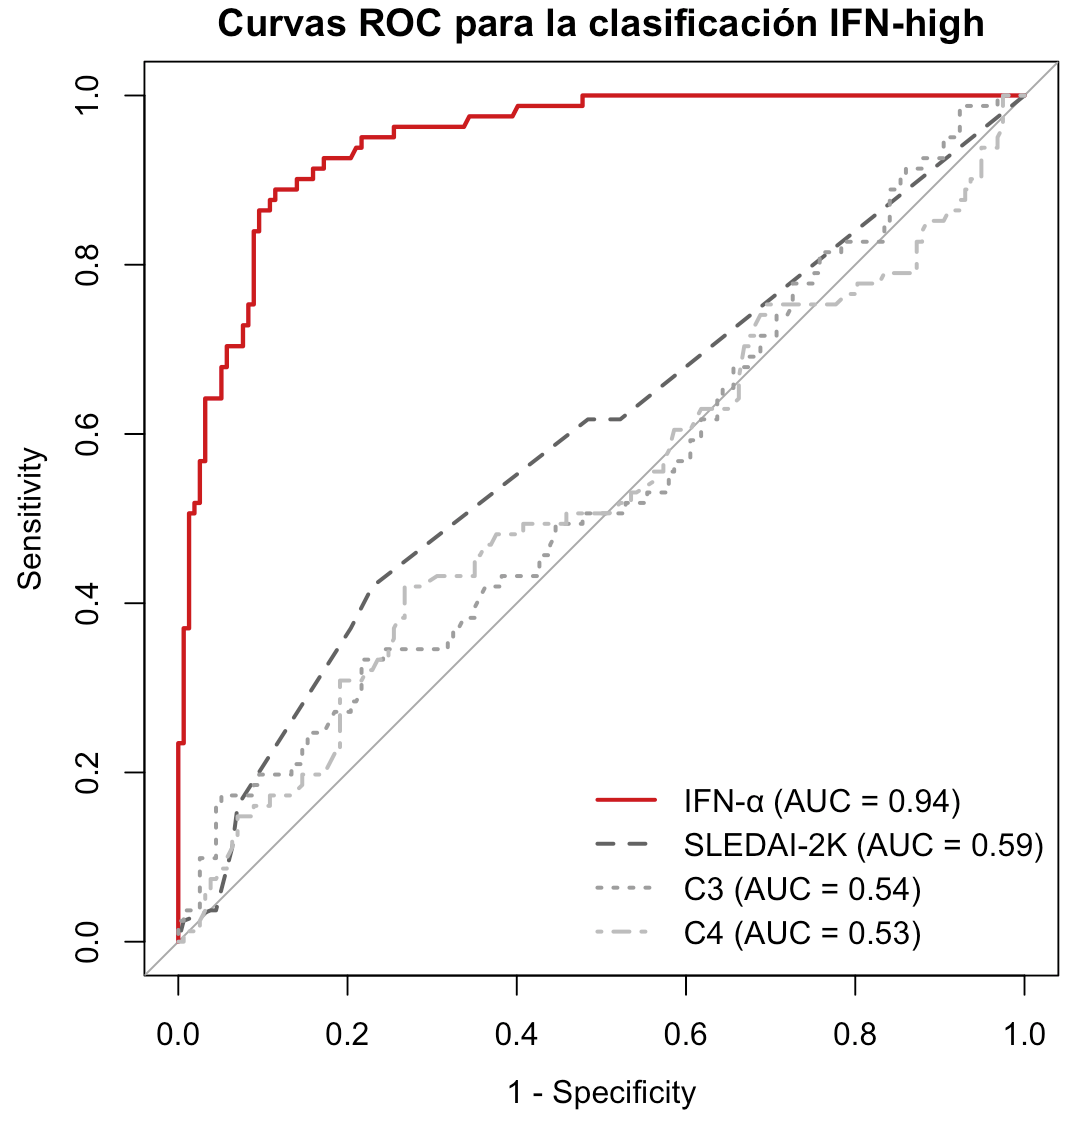 Curvas ROC para la clasificación IFN-high
Sensitivity
1.0
0.8
0.6
0.4
0.2
0.0
IFN-α (AUC = 0.94)
SLEDAI-2K (AUC = 0.59)
C3 (AUC = 0.54)
C4 (AUC = 0.53)
0.0 0.2 0.4 0.6 0.8 1.0
1 - Specificity